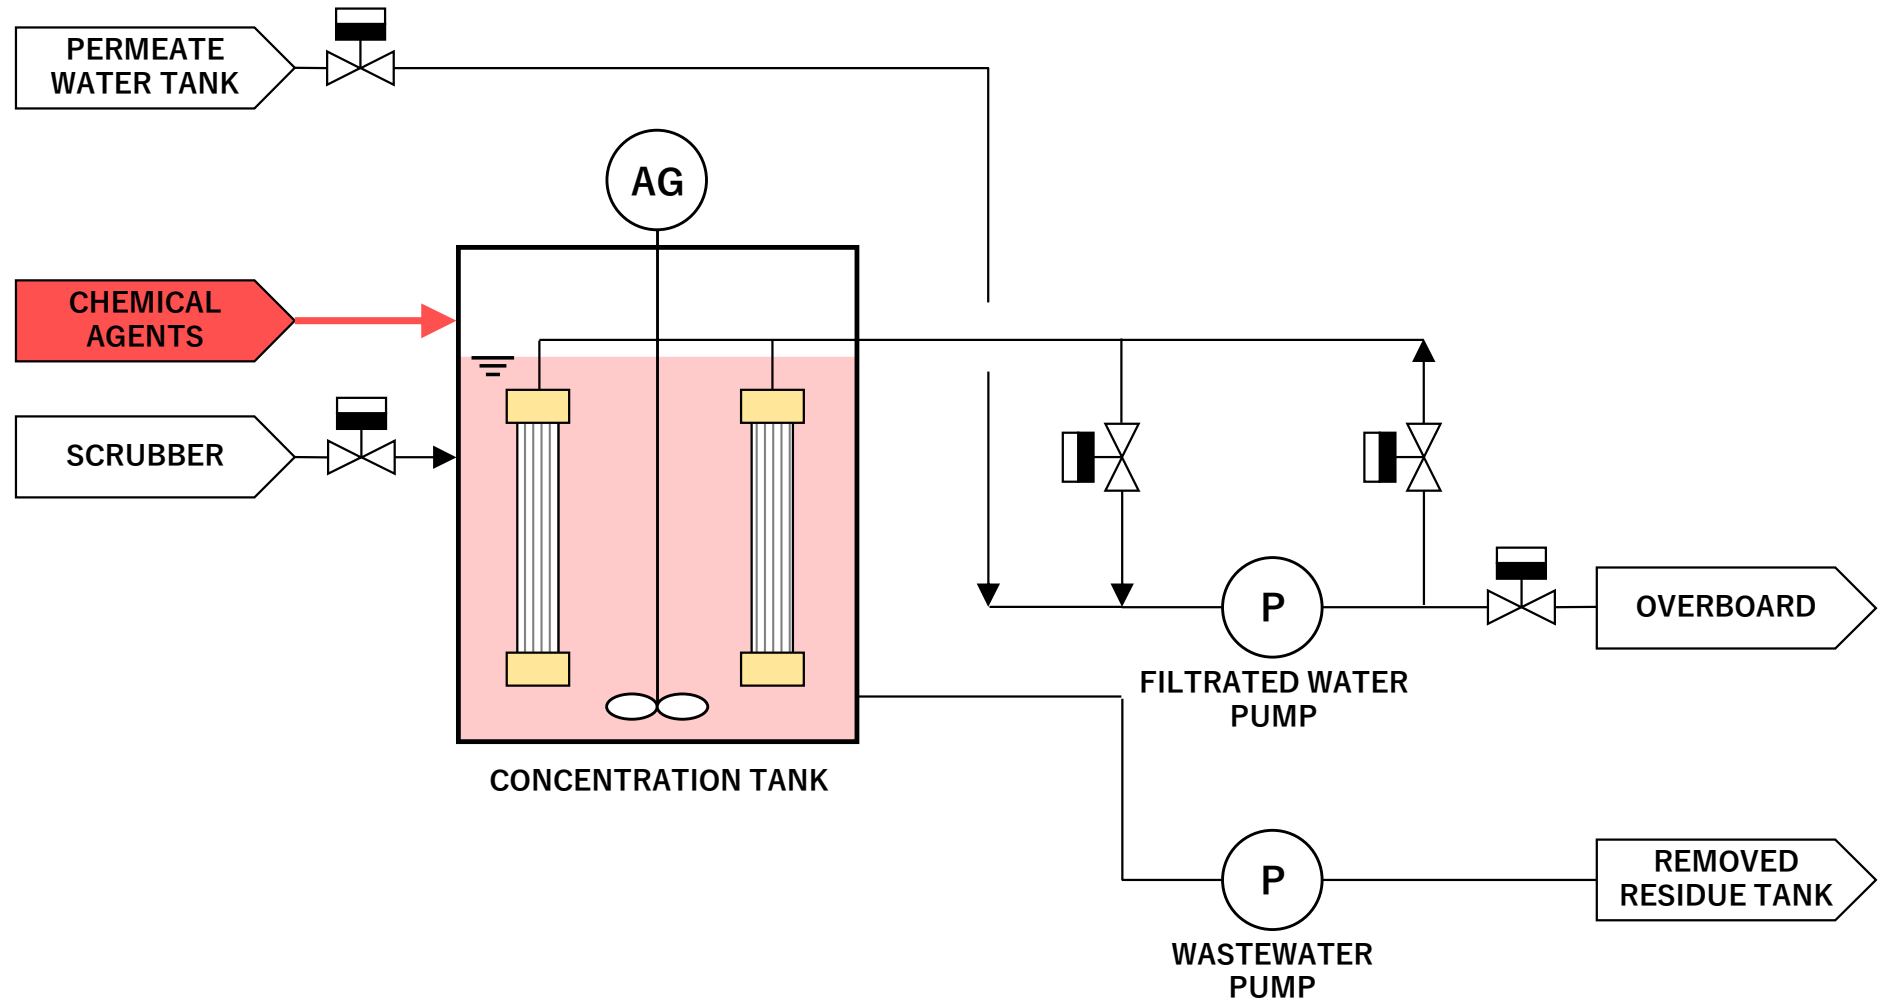 PERMEATE
WATER TANK
AG
CHEMICAL
AGENTS
SCRUBBER
P
OVERBOARD
FILTRATED WATER
PUMP
CONCENTRATION TANK
P
REMOVED
RESIDUE TANK
WASTEWATER
PUMP